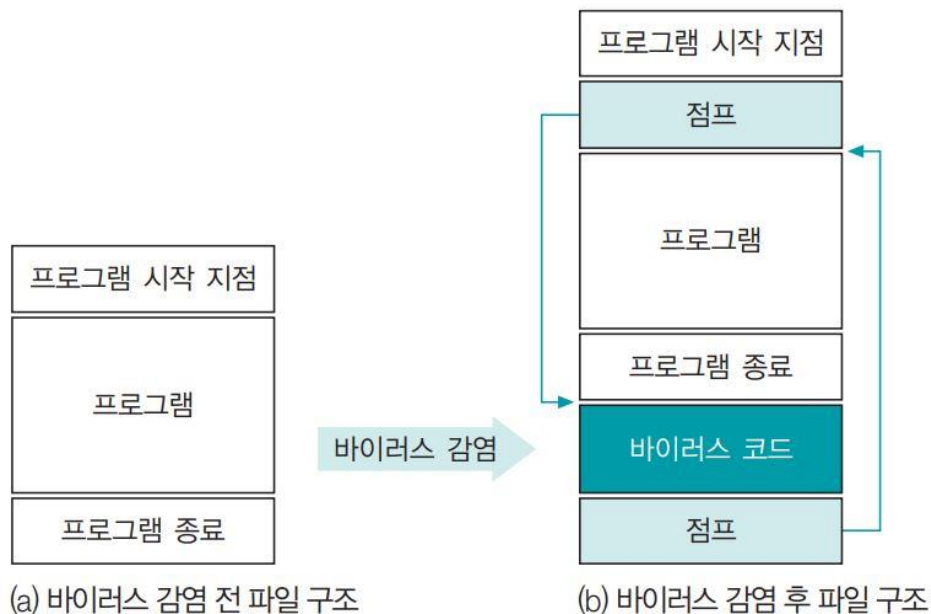 프로그램 시작 지점
프로그램
프로그램 종료
(a) 바이러스 감염 전 파일 구조
바이러스 감염
프로그램 시작 지점
점프
프로그램
프로그램 종료
바이러스 코드
점프
(b) 바이러스 감염 후 파일 구조